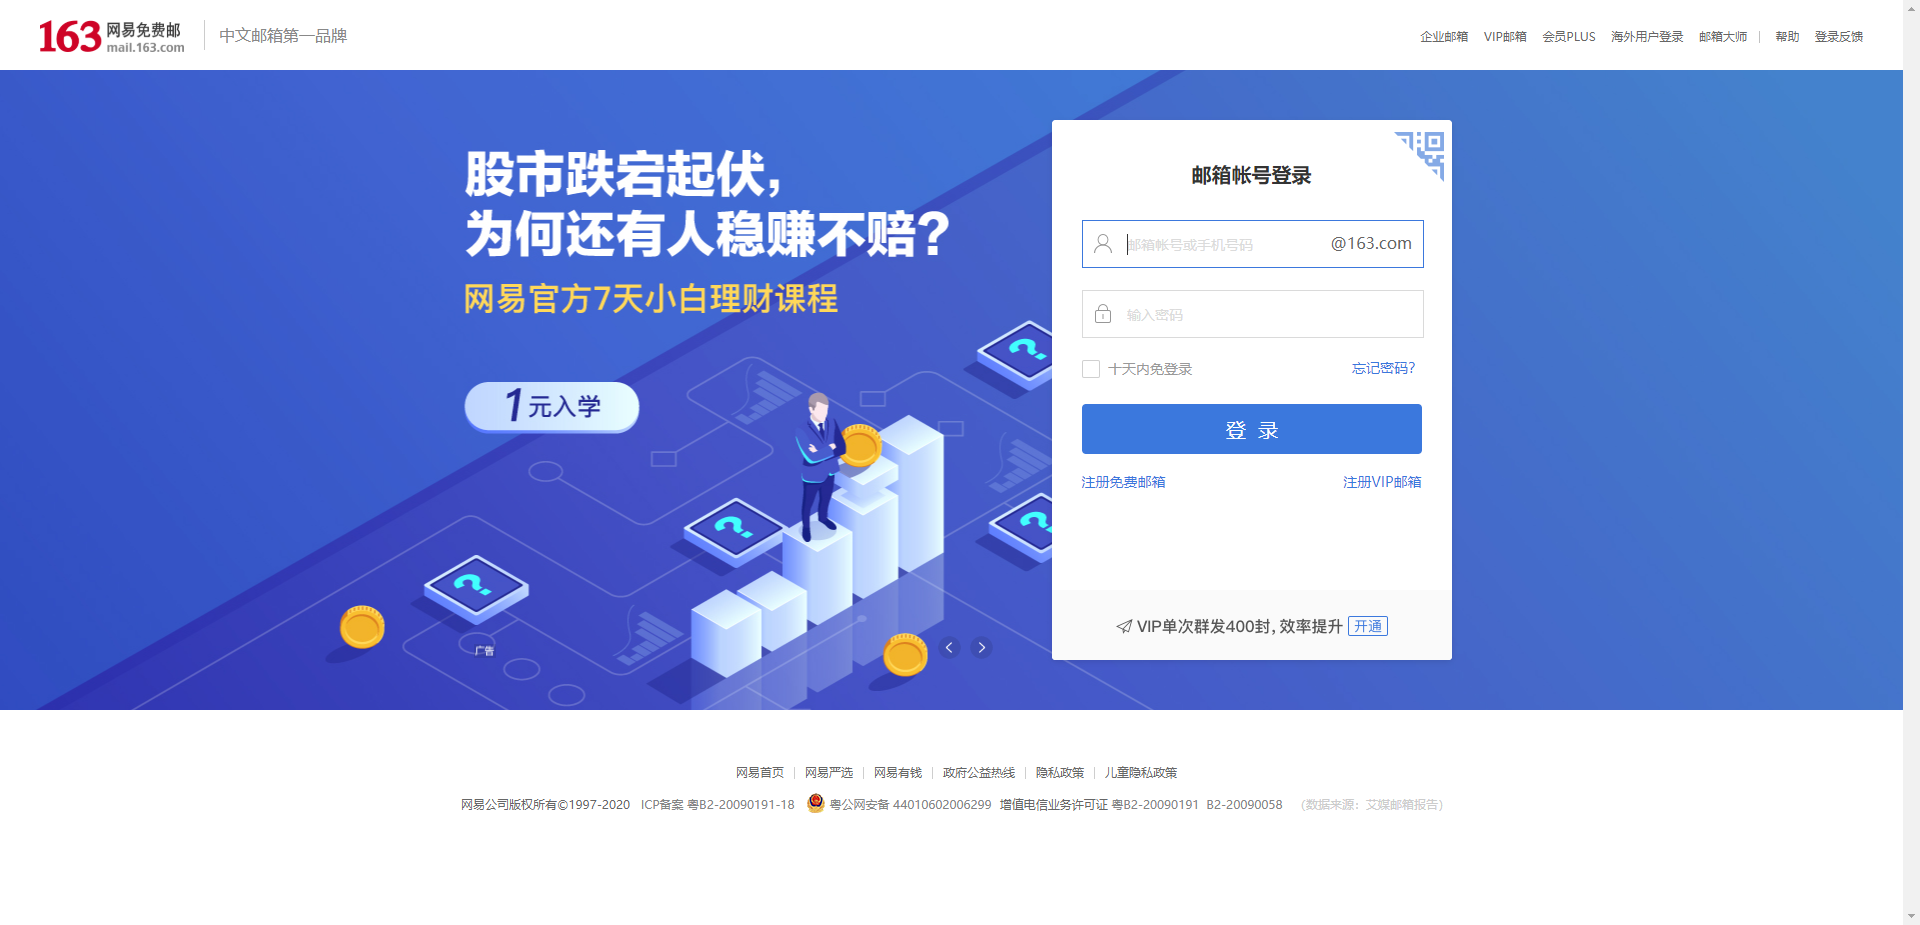 163 网易免费邮 mail.163.com 中文邮箱第一品牌
企业邮箱 VIP邮箱 会员PLUS 海外用户登录 邮箱大师 | 帮助 登录反馈
股市跌宕起伏，
为何还有人稳赚不赔？
网易官方7天小白理财课程
1元入学
广告
邮箱帐号登录
邮箱帐号或手机号码 @163.com
输入密码
十天内免登录 忘记密码?
登 录
注册免费邮箱 注册VIP邮箱
VIP单次群发400封, 效率提升 开通
网易首页 | 网易严选 | 网易有钱 | 政府公益热线 | 隐私政策 | 儿童隐私政策
网易公司版权所有©1997-2020 ICP备案 粤B2-20090191-18 粤公网安备 44010602006299 增值电信业务许可证 粤B2-20090191 B2-20090058 （数据来源：艾媒邮箱报告）